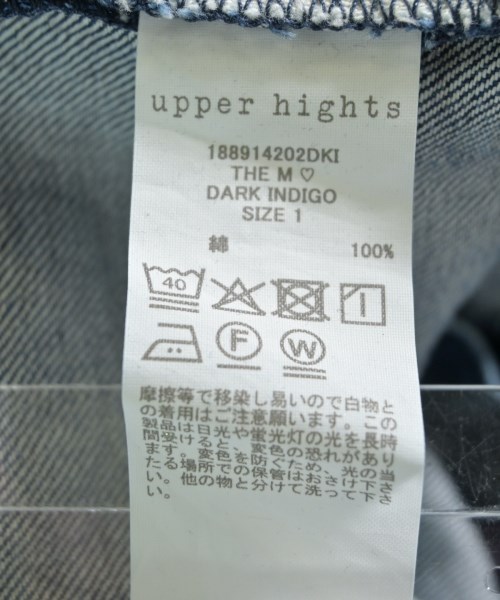 upper hights
188914202DKI
THE M ♡
DARK INDIGO
SIZE 1
綿 100%
40
F
W
摩擦等で移染し易いので白物と
の着用はご注意願います。この
製品は日光や蛍光灯の光を長時
間受けると、変色の恐れがあり
ます。変色を防ぐため、光のあ
たる場所での保管はおさけ下さ
い。他の物と分けて洗って下さ
い。